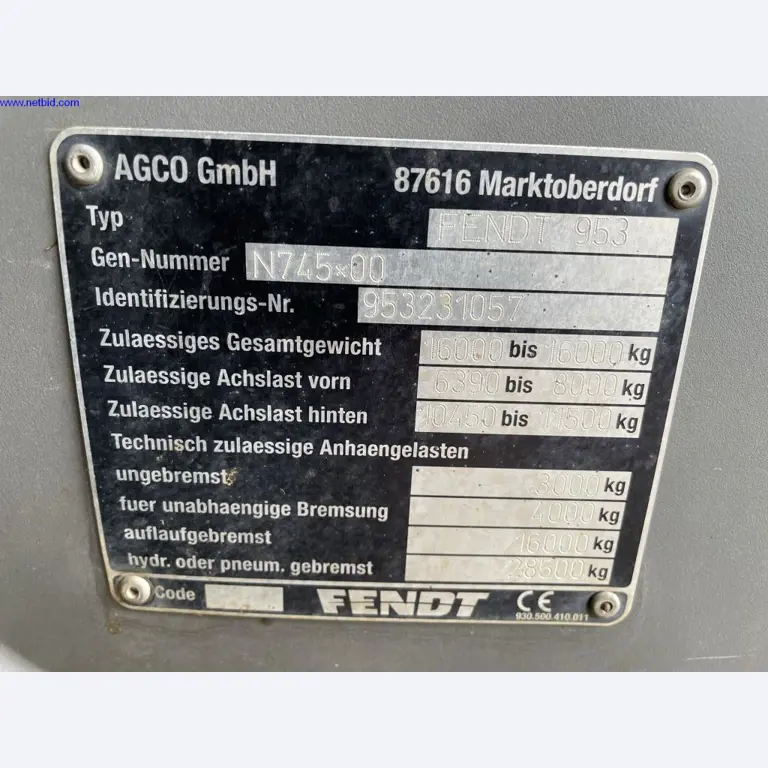 www.netbid.com
AGCO GmbH 87616 Marktoberdorf
Typ FENDT 953
Gen-Nummer N745*00
Identifizierungs-Nr. 953231057
Zulaessiges Gesamtgewicht 16000 bis 16000 kg
Zulaessige Achslast vorn 6390 bis 8000 kg
Zulaessige Achslast hinten 10450 bis 11500 kg
Technisch zulaessige Anhaengelasten
ungebremst 3000 kg
fuer unabhaengige Bremsung 4000 kg
auflaufgebremst 16000 kg
hydr. oder pneum. gebremst 28500 kg
Code FENDT CE
930.500.410.011